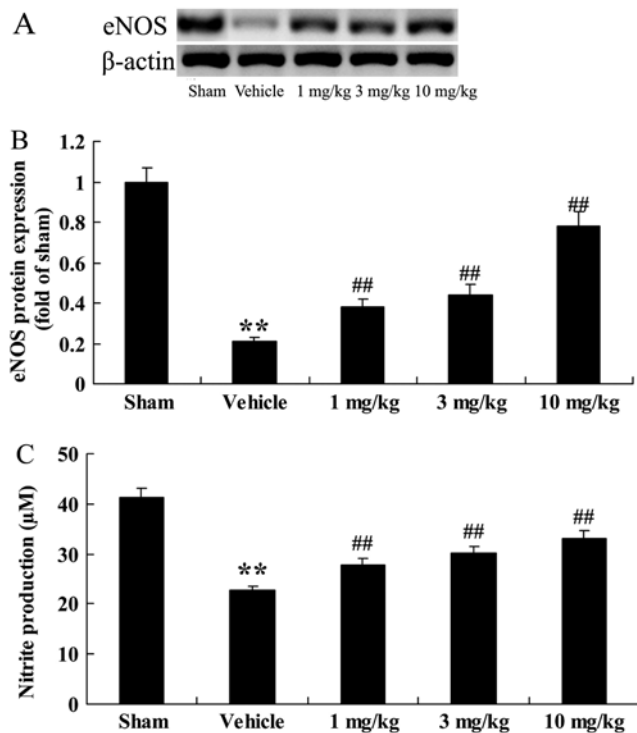 A
eNOS
β-actin
Sham Vehicle 1 mg/kg 3 mg/kg 10 mg/kg
B
eNOS protein expression
(fold of sham)
1.2
1
0.8
0.6
0.4
0.2
0
**
##
##
##
Sham Vehicle 1 mg/kg 3 mg/kg 10 mg/kg
C
Nitrite production (μM)
50
40
30
20
10
0
**
##
##
##
Sham Vehicle 1 mg/kg 3 mg/kg 10 mg/kg